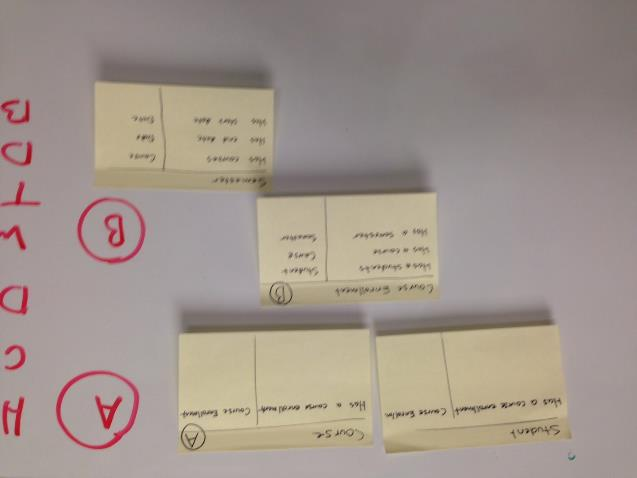 Student
Has a course enrollment Course Enrollm
Course A
Has a course enrollment Course Enrollment
A
Course Enrollment B
Has a students Student
Has a course Course
Has a semester Semester
B
Semester
Has courses Course
Has end date Date
Has start date Date